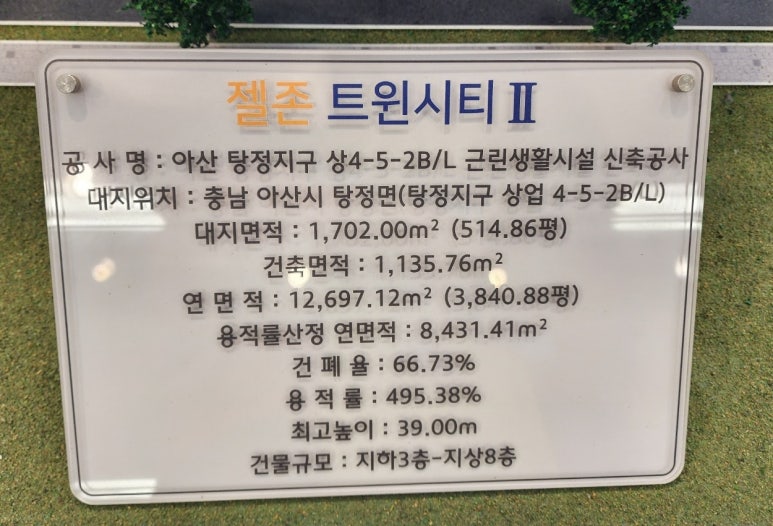 젤존 트윈시티 Ⅱ
공 사 명 : 아산 탕정지구 상4-5-2B/L 근린생활시설 신축공사
대지위치 : 충남 아산시 탕정면(탕정지구 상업 4-5-2B/L)
대지면적 : 1,702.00m² (514.86평)
건축면적 : 1,135.76m²
연 면 적 : 12,697.12m² (3,840.88평)
용적률산정 연면적 : 8,431.41m²
건 폐 율 : 66.73%
용 적 률 : 495.38%
최고높이 : 39.00m
건물규모 : 지하3층-지상8층